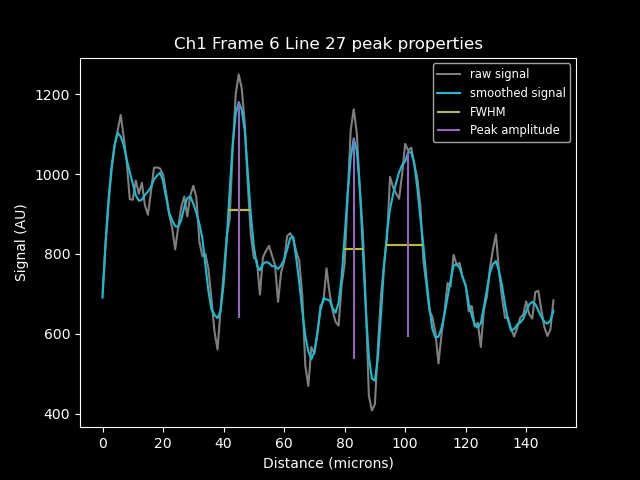 Ch1 Frame 6 Line 27 peak properties
raw signal
smoothed signal
FWHM
Peak amplitude
1200
1000
800
600
400
Signal (AU)
0 20 40 60 80 100 120 140
Distance (microns)